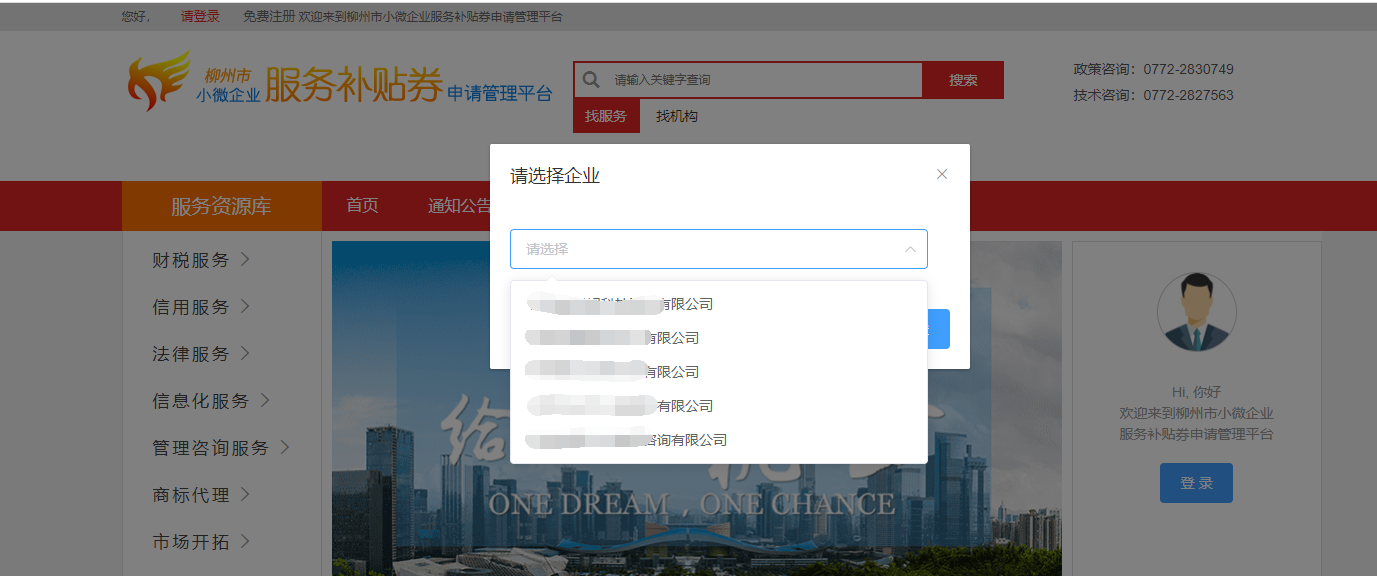 您好，
请登录
免费注册 欢迎来到柳州市小微企业服务补贴券申请管理平台
柳州市
小微企业
服务补贴券
申请管理平台
请输入关键字查询
搜索
找服务
找机构
政策咨询：0772-2830749
技术咨询：0772-2827563
请选择企业
服务资源库
首页
通知公告
请选择
有限公司
有限公司
有限公司
有限公司
咨询有限公司
财税服务
信用服务
法律服务
信息化服务
管理咨询服务
商标代理
市场开拓
给
ONE DREAM , ONE CHANCE
Hi, 你好
欢迎来到柳州市小微企业
服务补贴券申请管理平台
登 录